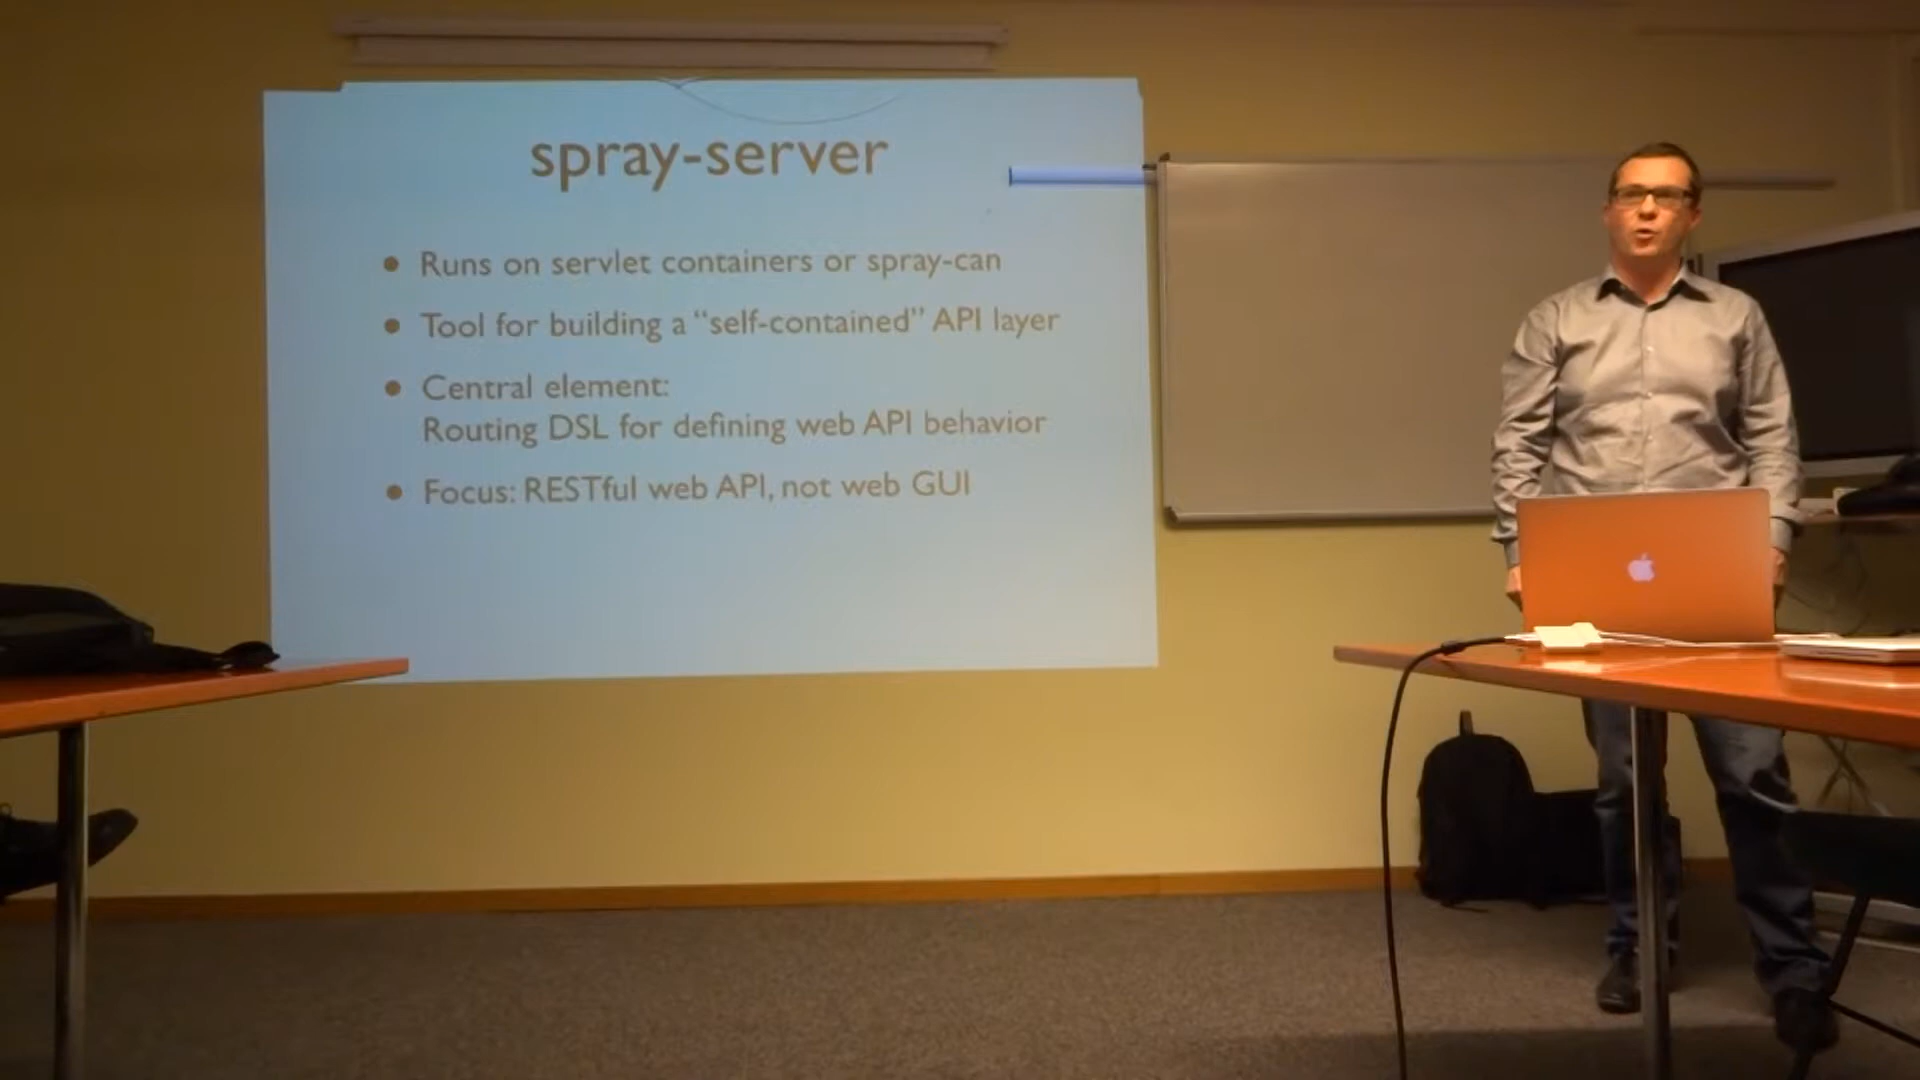 spray-server
• Runs on servlet containers or spray-can
• Tool for building a “self-contained” API layer
• Central element:
Routing DSL for defining web API behavior
• Focus: RESTful web API, not web GUI